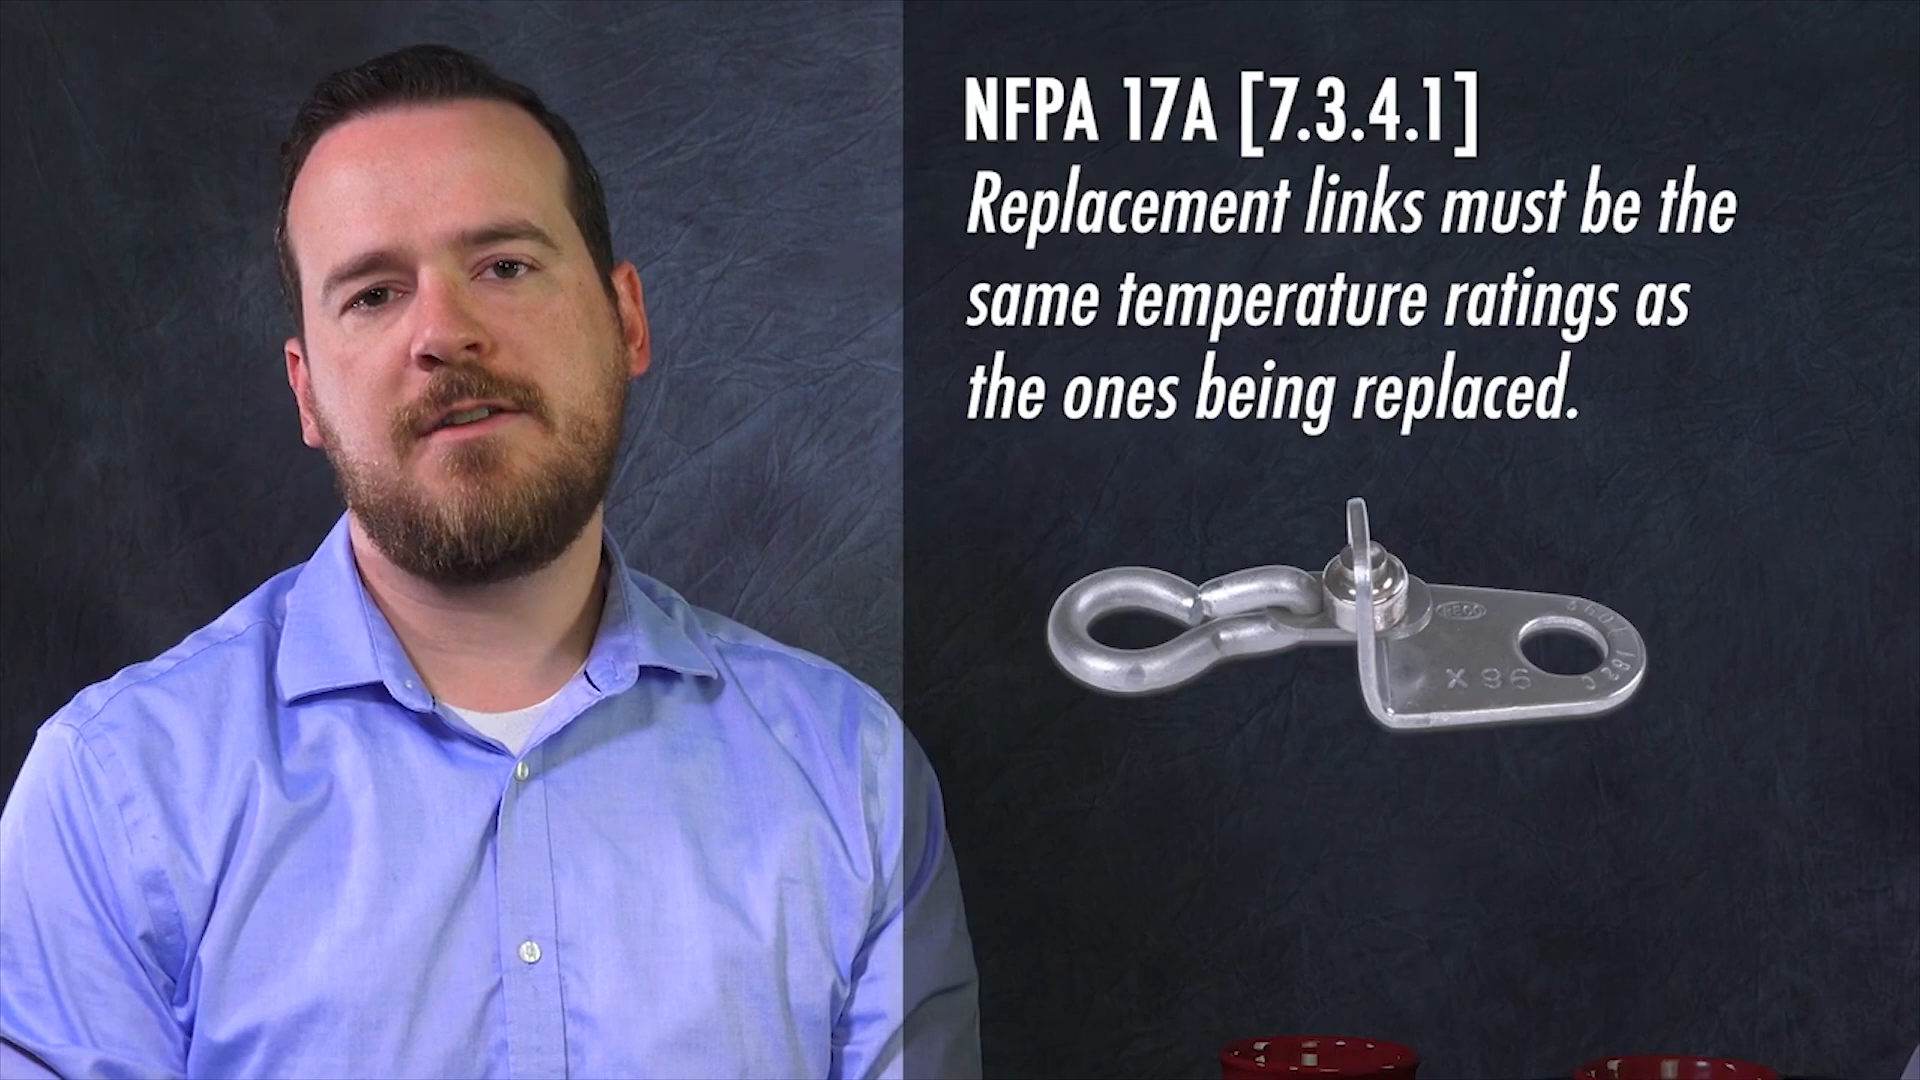 NFPA 17A [7.3.4.1]
Replacement links must be the
same temperature ratings as
the ones being replaced.
X 96